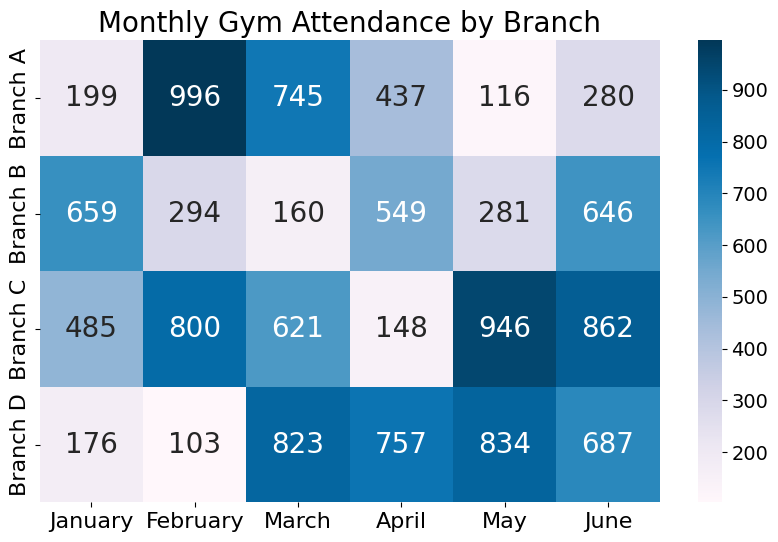 Monthly Gym Attendance by Branch
Branch A
199 996 745 437 116 280
Branch B
659 294 160 549 281 646
Branch C
485 800 621 148 946 862
Branch D
176 103 823 757 834 687
January February March April May June
900
800
700
600
500
400
300
200